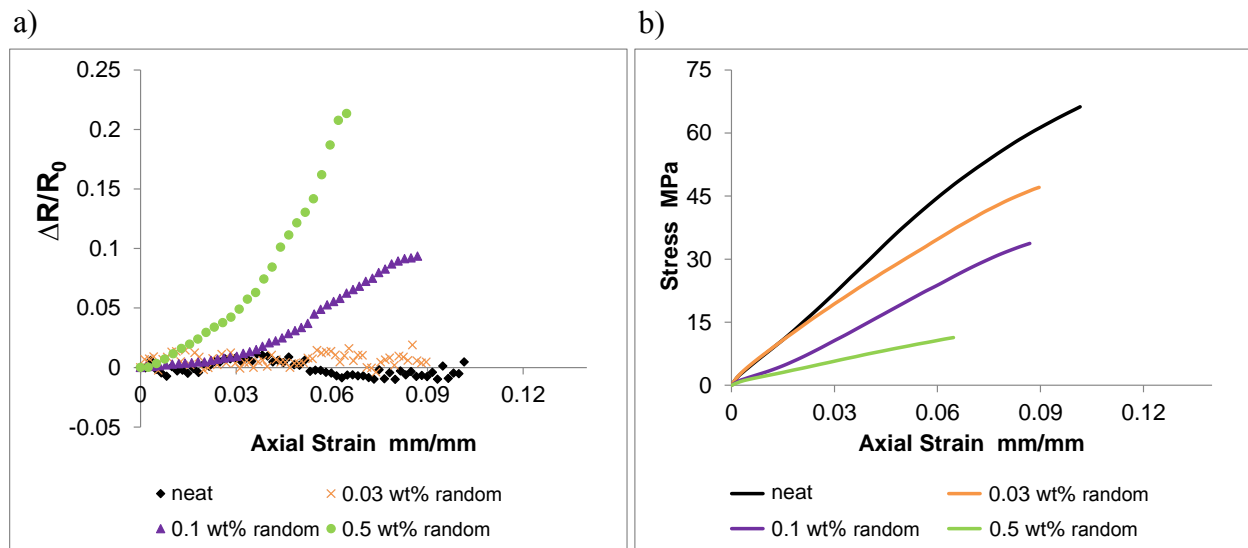 a)
0.25
0.2
0.15
0.1
0.05
0
-0.05
ΔR/R0
0 0.03 0.06 0.09 0.12
Axial Strain mm/mm
neat
0.03 wt% random
0.1 wt% random
0.5 wt% random
b)
75
60
45
30
15
0
Stress MPa
0 0.03 0.06 0.09 0.12
Axial Strain mm/mm
neat
0.03 wt% random
0.1 wt% random
0.5 wt% random